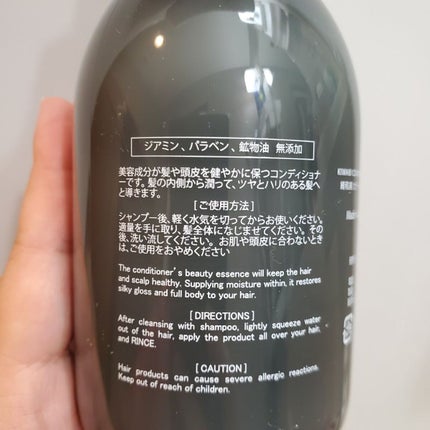 ジアミン、パラベン、鉱物油 無添加
美容成分が髪や頭皮を健やかに保つコンディショナ
ーです。髪の内側から潤って、ツヤとハリのある髪へ
と導きます。
[ご使用方法]
シャンプー後、軽く水気を切ってからお使いください。
適量を手に取り、髪全体になじませてください。その
後、洗い流してください。お肌や頭皮に合わないとき
は、ご使用をおやめください
The conditioner's beauty essence will keep the hair
and scalp healthy. Supplying moisture within, it restores
silky gloss and full body to your hair.
[DIRECTIONS]
After cleansing with shampoo, lightly squeeze water
out of the hair, apply the product all over your hair,
and RINCE.
[CAUTION]
Hair products can cause severe allergic reactions.
Keep out of reach of children.